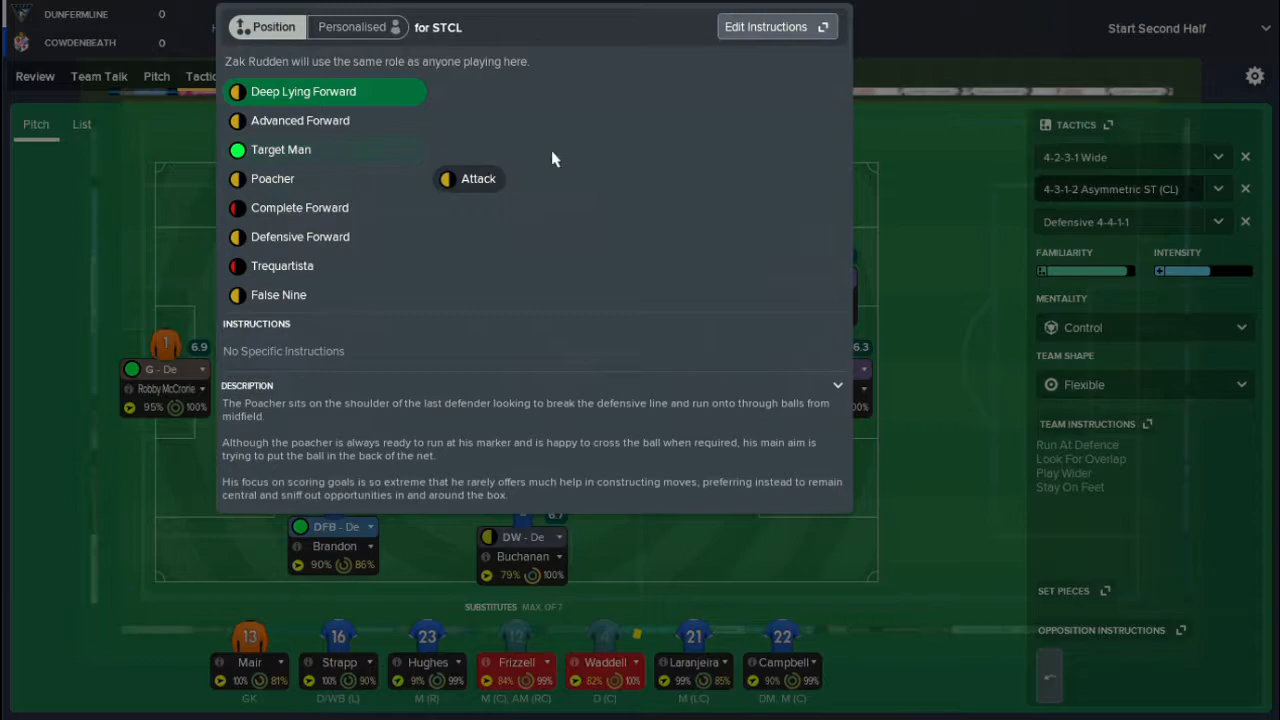 DUNFERMLINE 0
COWDENBEATH 0
Start Second Half
Review Team Talk Pitch Tactic
Position Personalised for STCL Edit Instructions
Zak Rudden will use the same role as anyone playing here.
Deep Lying Forward
Advanced Forward
Target Man
Poacher Attack
Complete Forward
Defensive Forward
Trequartista
False Nine
INSTRUCTIONS
No Specific Instructions
DESCRIPTION
The Poacher sits on the shoulder of the last defender looking to break the defensive line and run onto through balls from
midfield.
Although the poacher is always ready to run at his marker and is happy to cross the ball when required, his main aim is
trying to put the ball in the back of the net.
His focus on scoring goals is so extreme that he rarely offers much help in constructing moves, preferring instead to remain
central and sniff out opportunities in and around the box.
Pitch List
1 6.9
G - De
Robby McCrorie
95% 100%
6.3
00%
6.7
DFB - De
Brandon
90% 86%
DW - De
Buchanan
79% 100%
SUBSTITUTES MAX. OF 7
13 16 23 12 4 21 22
Mair Strapp Hughes Frizzell Waddell Laranjeira Campbell
100% 81% 100% 90% 91% 99% 84% 99% 82% 100% 99% 85% 90% 99%
GK D/WB (L) M (R) M (C), AM (RC) D (C) M (LC) DM, M (C)
TACTICS
4-2-3-1 Wide
4-3-1-2 Asymmetric ST (CL)
Defensive 4-4-1-1
FAMILIARITY INTENSITY
MENTALITY
Control
TEAM SHAPE
Flexible
TEAM INSTRUCTIONS
Run At Defence
Look For Overlap
Play Wider
Stay On Feet
SET PIECES
OPPOSITION INSTRUCTIONS